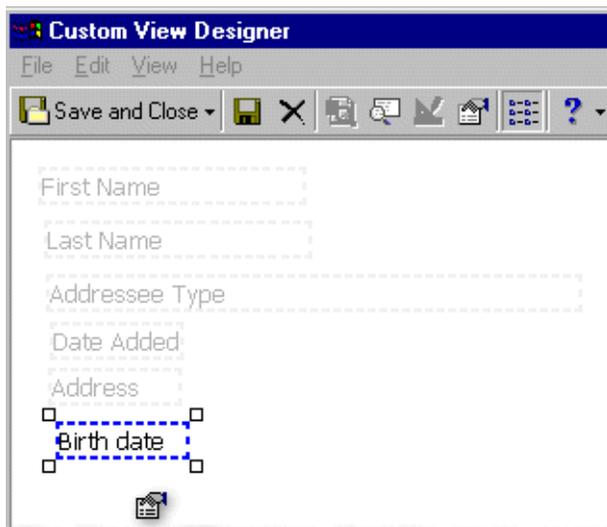 Custom View Designer
File Edit View Help
Save and Close ?
First Name
Last Name
Addressee Type
Date Added
Address
Birth date